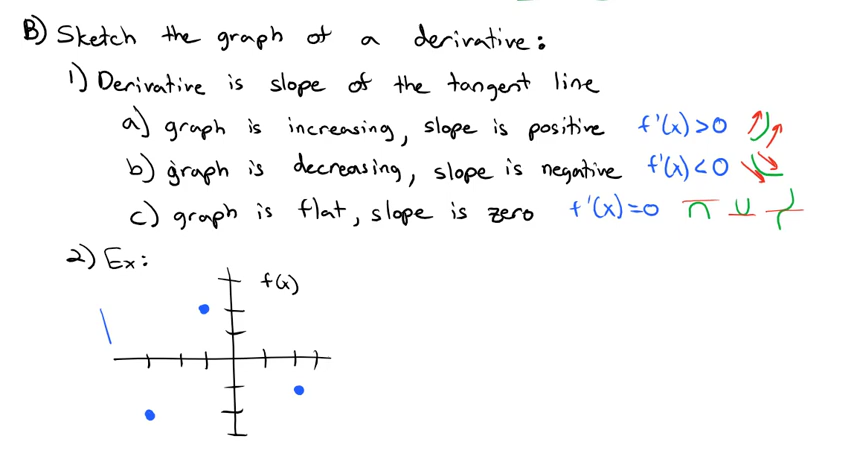 B) Sketch the graph of a derivative:
1) Derivative is slope of the tangent line
a) graph is increasing, slope is positive f'(x)>0
b) graph is decreasing, slope is negative f'(x)<0
c) graph is flat, slope is zero f'(x)=0
2) Ex:
f(x)